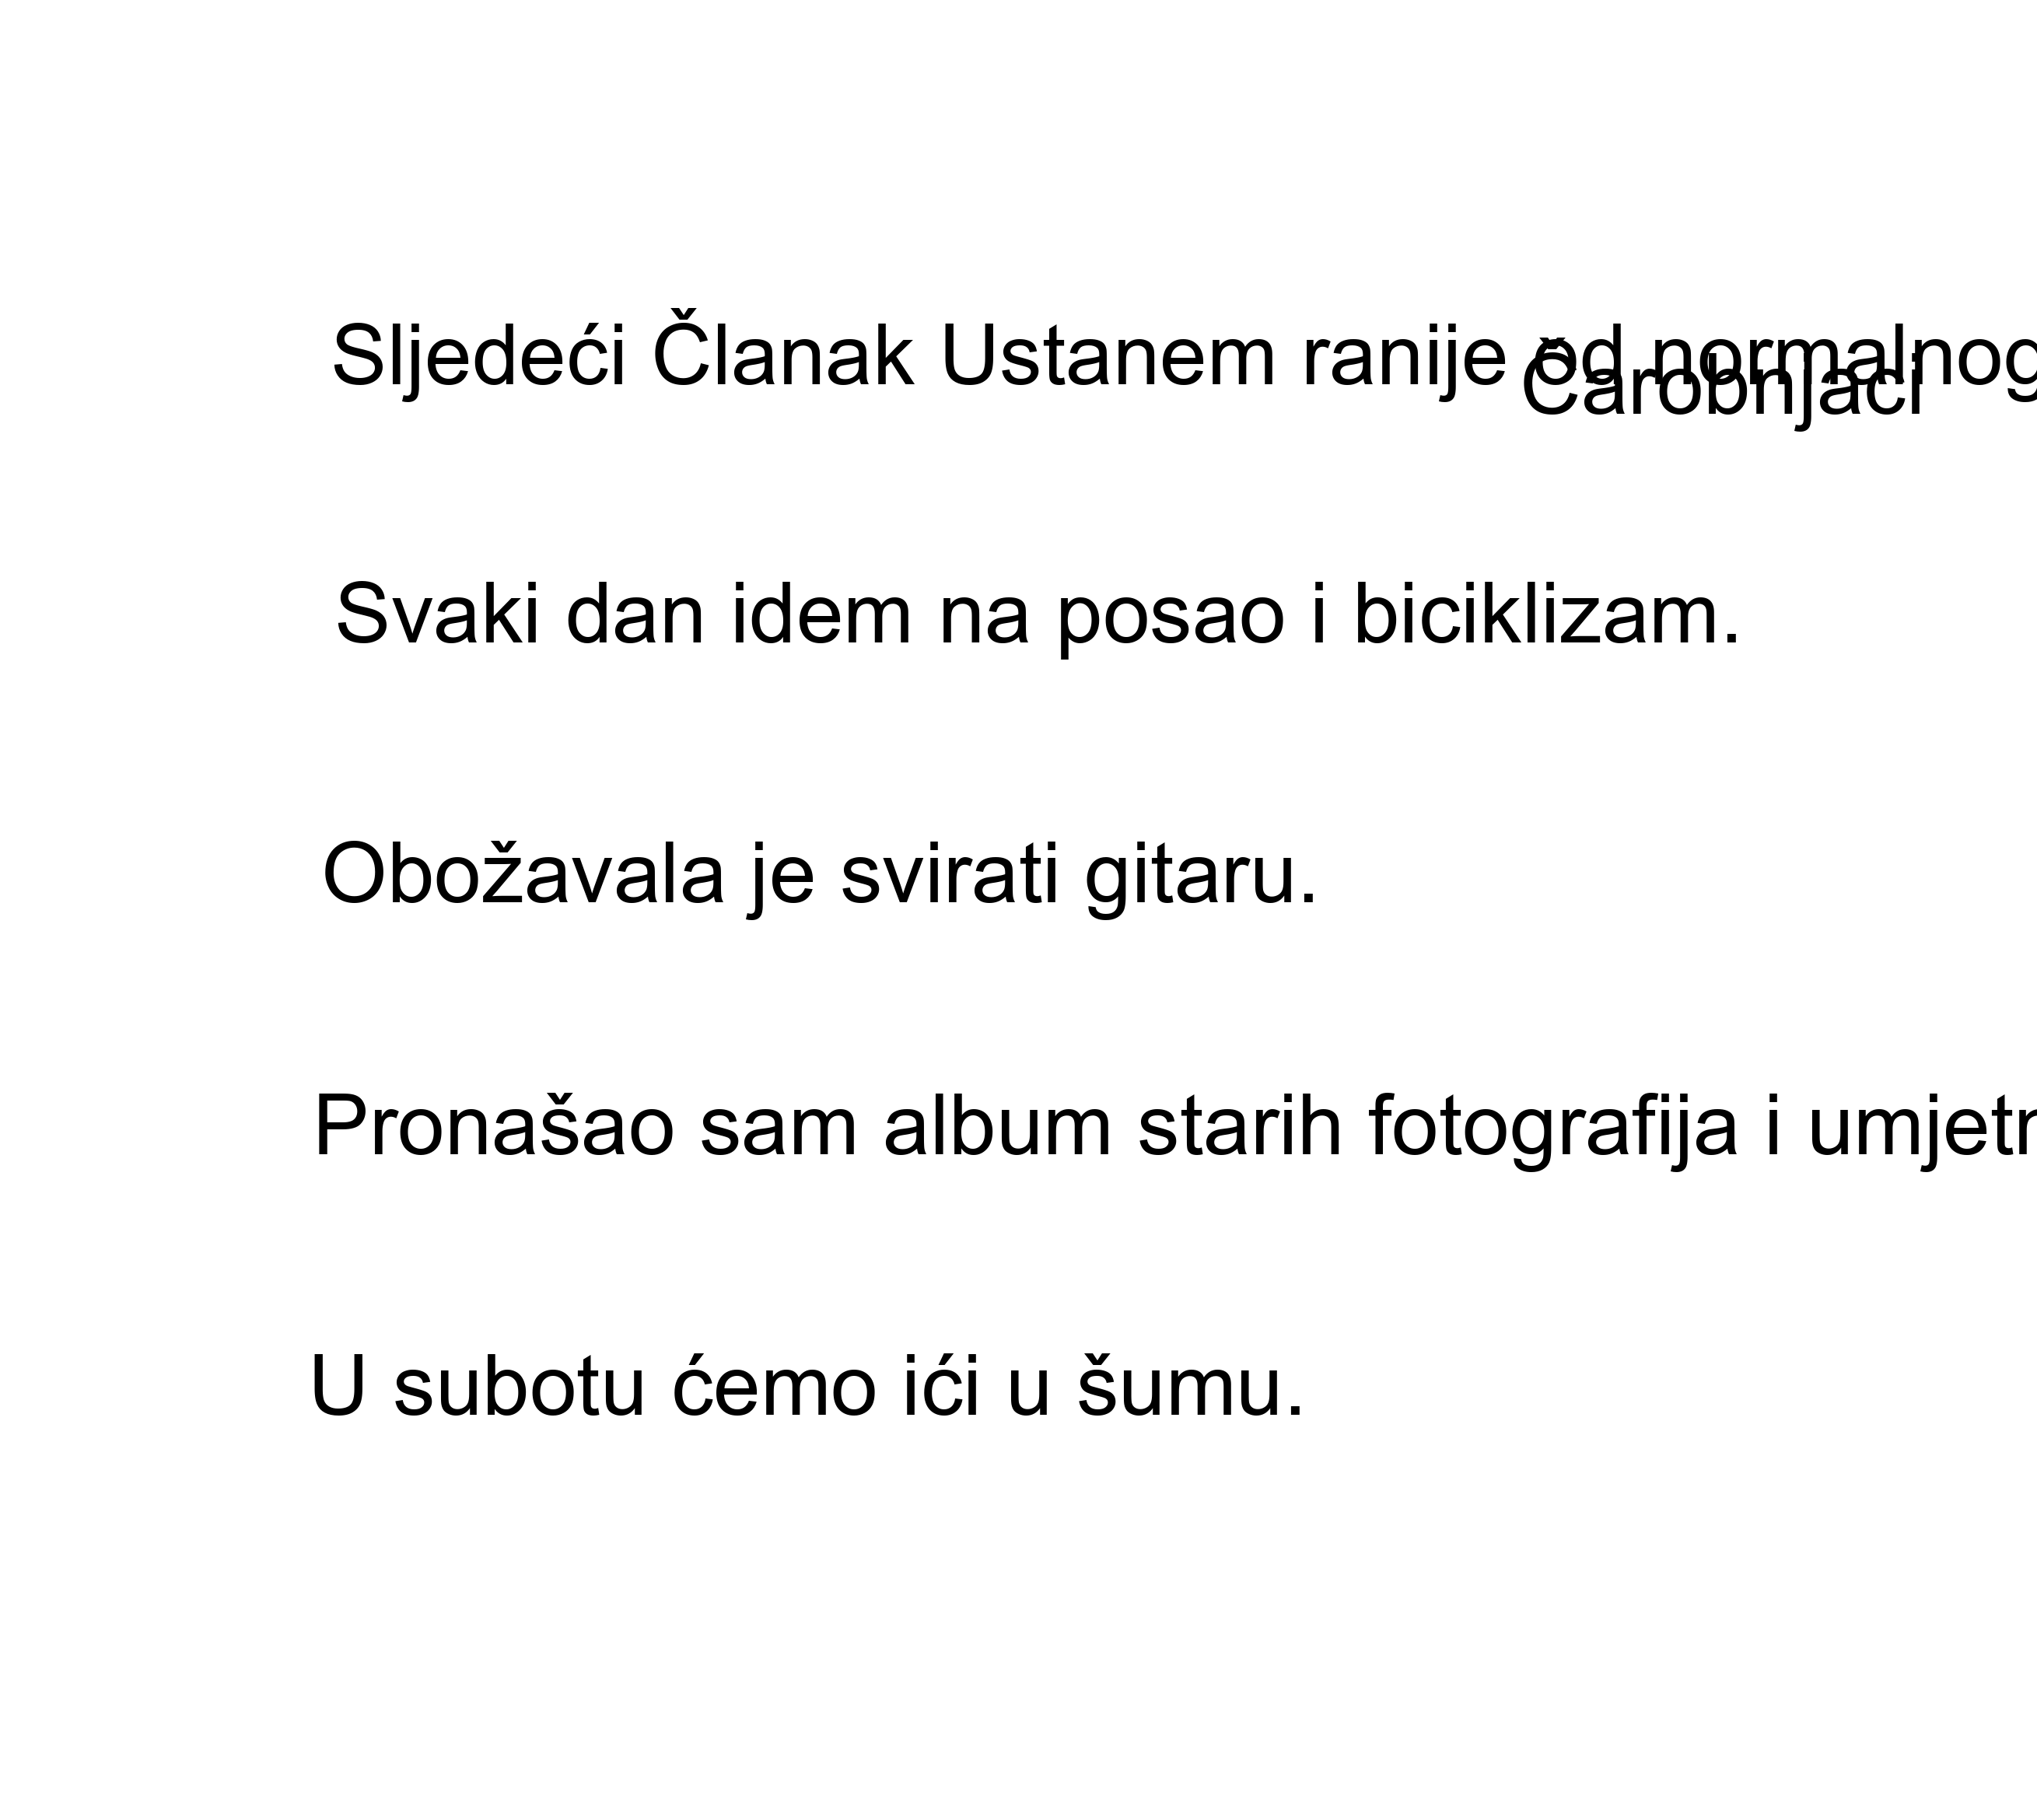 Sljedeći Članak Ustanem ranije od normalnog
Čarobnjaci
Svaki dan idem na posao i biciklizam.
Obožavala je svirati gitaru.
Pronašao sam album starih fotografija i
U subotu ćemo ići u šumu.